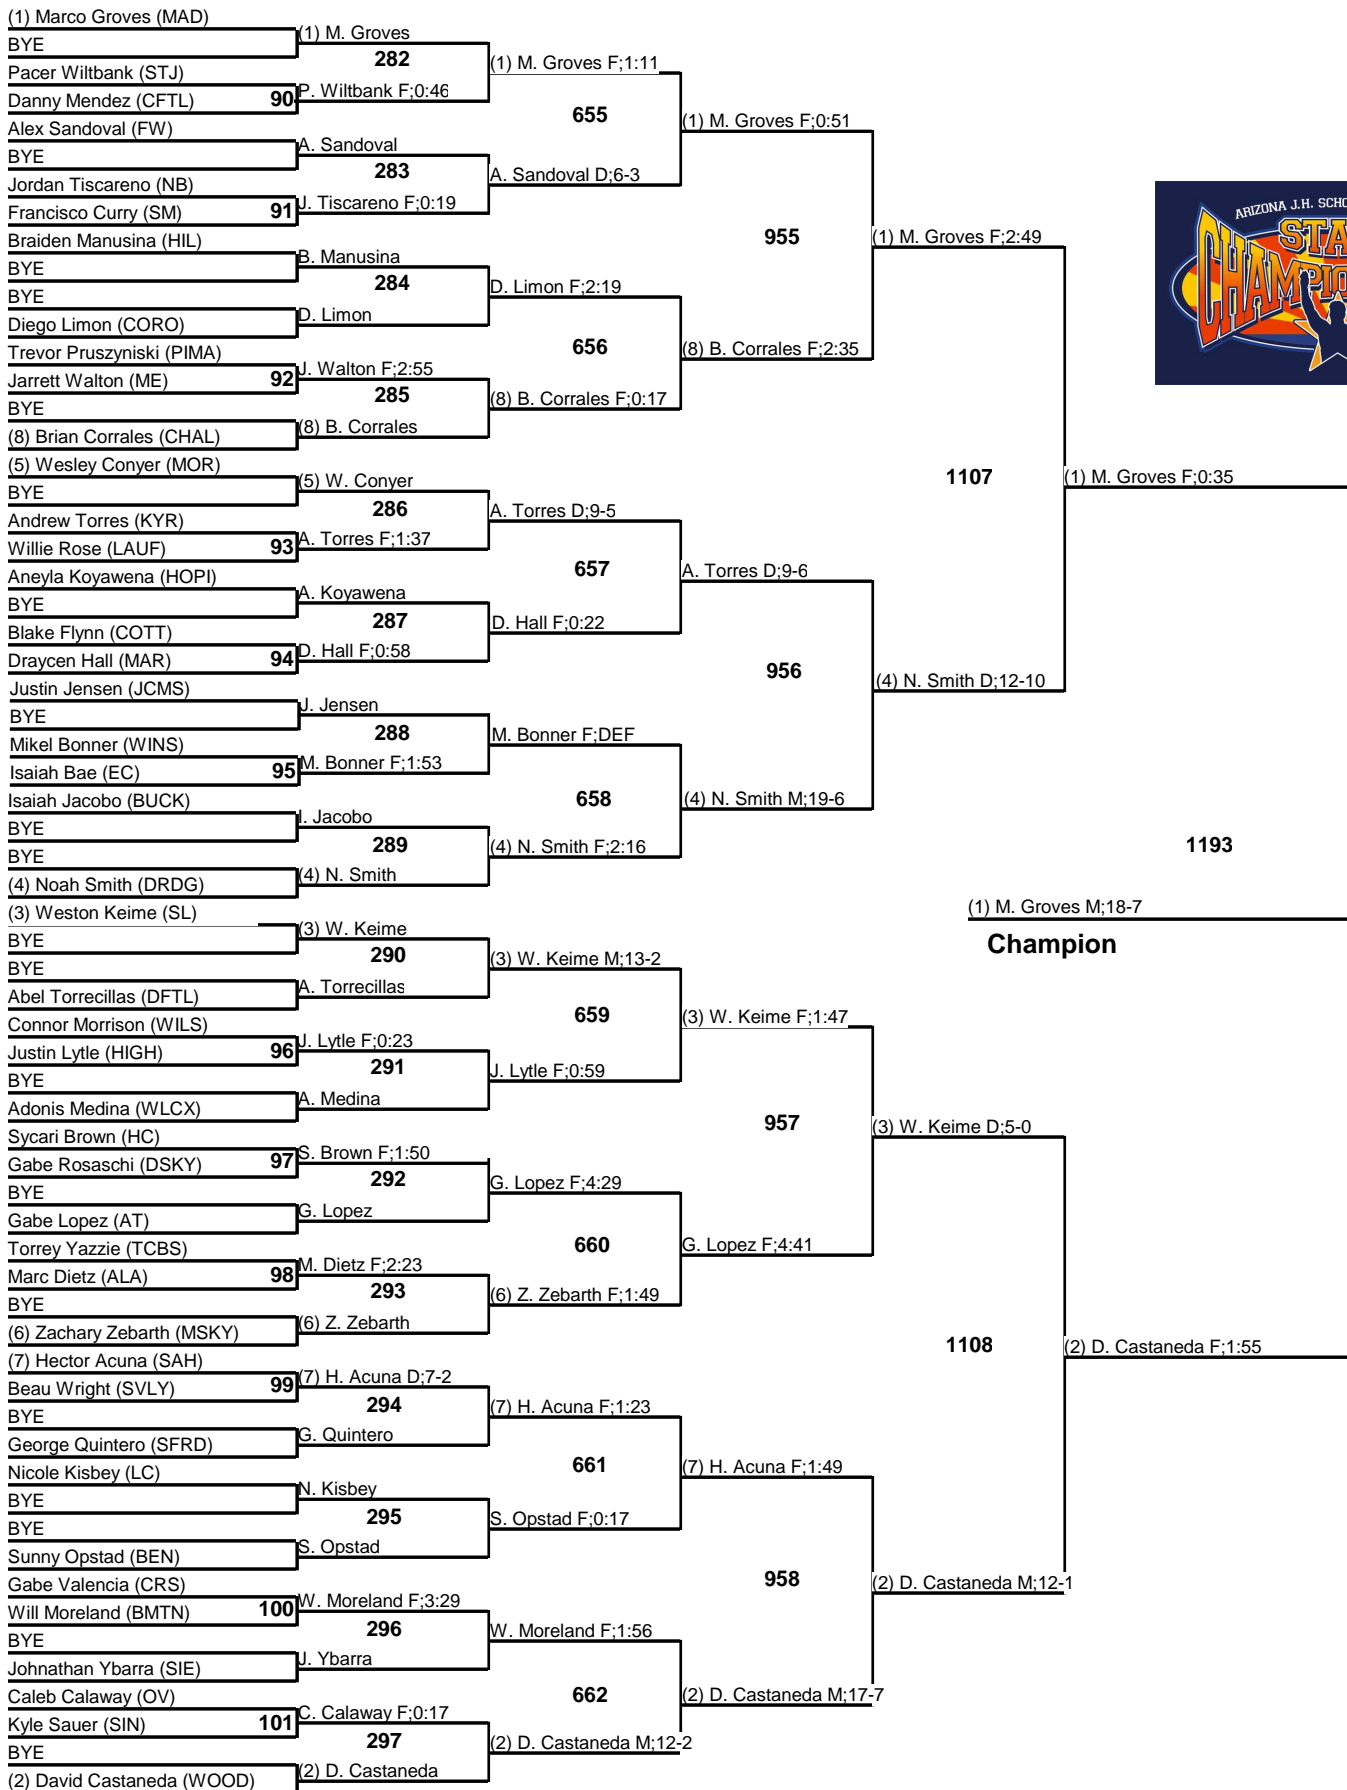 (1) Marco Groves (MAD)
BYE
Pacer Wiltbank (STJ)
Danny Mendez (CFTL) 90
Alex Sandoval (FW)
BYE
Jordan Tiscareno (NB)
Francisco Curry (SM) 91
Braiden Manusina (HIL)
BYE
BYE
Diego Limon (CORO)
Trevor Pruszyniski (PIMA)
Jarrett Walton (ME) 92
BYE
(8) Brian Corrales (CHAL)
(5) Wesley Conyer (MOR)
BYE
Andrew Torres (KYR)
Willie Rose (LAUF) 93
Aneyla Koyawena (HOPI)
BYE
Blake Flynn (COTT)
Draycen Hall (MAR) 94
Justin Jensen (JCMS)
BYE
Mikel Bonner (WINS)
Isaiah Bae (EC) 95
Isaiah Jacobo (BUCK)
BYE
BYE
(4) Noah Smith (DRDG)
(3) Weston Keime (SL)
BYE
BYE
Abel Torrecillas (DFTL)
Connor Morrison (WILS)
Justin Lytle (HIGH) 96
BYE
Adonis Medina (WLCX)
Sycari Brown (HC)
Gabe Rosaschi (DSKY) 97
BYE
Gabe Lopez (AT)
Torrey Yazzie (TCBS)
Marc Dietz (ALA) 98
BYE
(6) Zachary Zebarth (MSKY)
(7) Hector Acuna (SAH)
Beau Wright (SVLY) 99
BYE
George Quintero (SFRD)
Nicole Kisbey (LC)
BYE
BYE
Sunny Opstad (BEN)
Gabe Valencia (CRS)
Will Moreland (BMTN) 100
BYE
Johnathan Ybarra (SIE)
Caleb Calaway (OV)
Kyle Sauer (SIN) 101
BYE
(2) David Castaneda (WOOD)
(1) M. Groves
282
P. Wiltbank F;0:46
A. Sandoval
283
J. Tiscareno F;0:19
B. Manusina
284
D. Limon
J. Walton F;2:55
285
(8) B. Corrales
(5) W. Conyer
286
A. Torres F;1:37
A. Koyawena
287
D. Hall F;0:58
J. Jensen
288
M. Bonner F;1:53
I. Jacobo
289
(4) N. Smith
(3) W. Keime
290
A. Torrecillas
J. Lytle F;0:23
291
A. Medina
S. Brown F;1:50
292
G. Lopez
M. Dietz F;2:23
293
(6) Z. Zebarth
(7) H. Acuna D;7-2
294
G. Quintero
N. Kisbey
295
S. Opstad
W. Moreland F;3:29
296
J. Ybarra
C. Calaway F;0:17
297
(2) D. Castaneda
(1) M. Groves F;1:11
655
A. Sandoval D;6-3
D. Limon F;2:19
656
(8) B. Corrales F;0:17
A. Torres D;9-5
657
D. Hall F;0:22
M. Bonner F;DEF
658
(4) N. Smith F;2:16
(3) W. Keime M;13-2
659
J. Lytle F;0:59
G. Lopez F;4:29
660
(6) Z. Zebarth F;1:49
(7) H. Acuna F;1:23
661
S. Opstad F;0:17
W. Moreland F;1:56
662
(2) D. Castaneda M;12-2
(1) M. Groves F;0:51
955
(8) B. Corrales F;2:35
A. Torres D;9-6
956
(4) N. Smith M;19-6
(3) W. Keime F;1:47
957
G. Lopez F;4:41
(7) H. Acuna F;1:49
958
(2) D. Castaneda M;17-7
(1) M. Groves F;2:49
1107
(4) N. Smith D;12-10
(3) W. Keime D;5-0
1108
(2) D. Castaneda M;12-1
(1) M. Groves F;0:35
1193
(2) D. Castaneda F;1:55
(1) M. Groves M;18-7
Champion
ARIZONA J.H. SCHO
STA
CHAMPIO